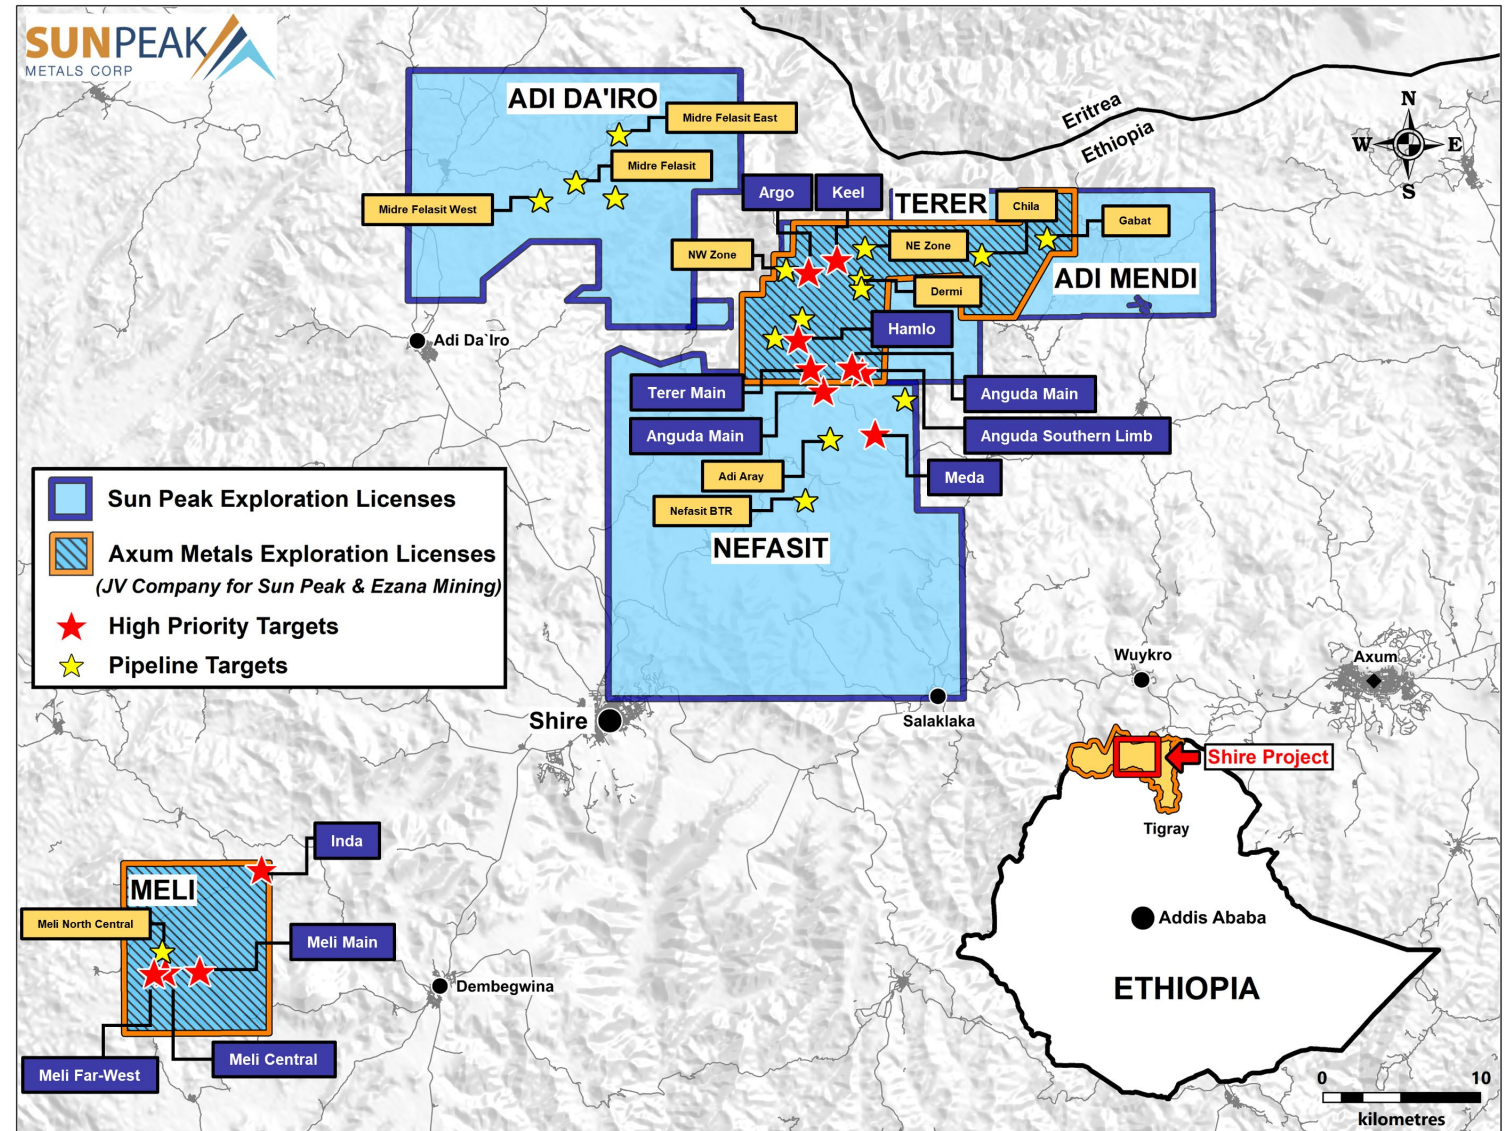 SUNPEAK
METALS CORP
ADI DA'IRO
Midre Felasit East
Midre Felasit
Midre Felasit West
Eritrea
Ethiopia
N
W
E
S
Argo
Keel
TERER
Chila
Gabat
NW Zone
NE Zone
Dermi
ADI MENDI
Adi Da`Iro
Hamlo
Terer Main
Anguda Main
Anguda Main
Anguda Southern Limb
Adi Aray
Meda
Nefasit BTR
NEFASIT
Sun Peak Exploration Licenses
Axum Metals Exploration Licenses
(JV Company for Sun Peak & Ezana Mining)
High Priority Targets
Pipeline Targets
Wuykro
Axum
Shire
Salaklaka
Shire Project
Tigray
Inda
MELI
Meli North Central
Meli Main
Dembegwina
Meli Central
Meli Far-West
Addis Ababa
ETHIOPIA
0
10
kilometres